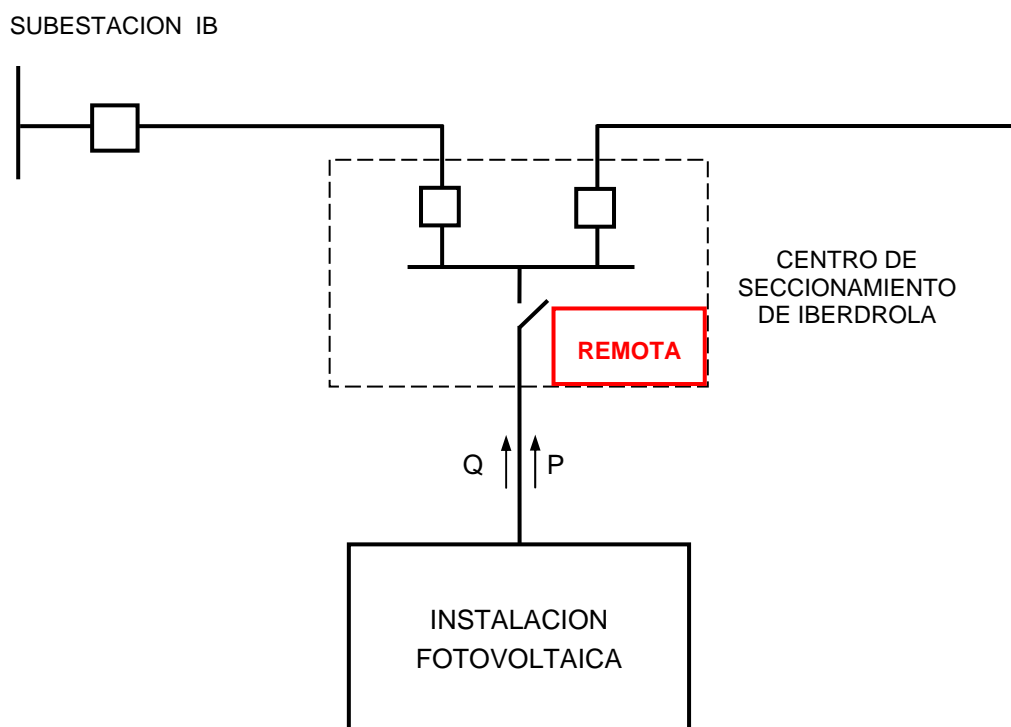 SUBESTACION IB
CENTRO DE
SECCIONAMIENTO
DE IBERDROLA
REMOTA
Q
P
INSTALACION
FOTOVOLTAICA